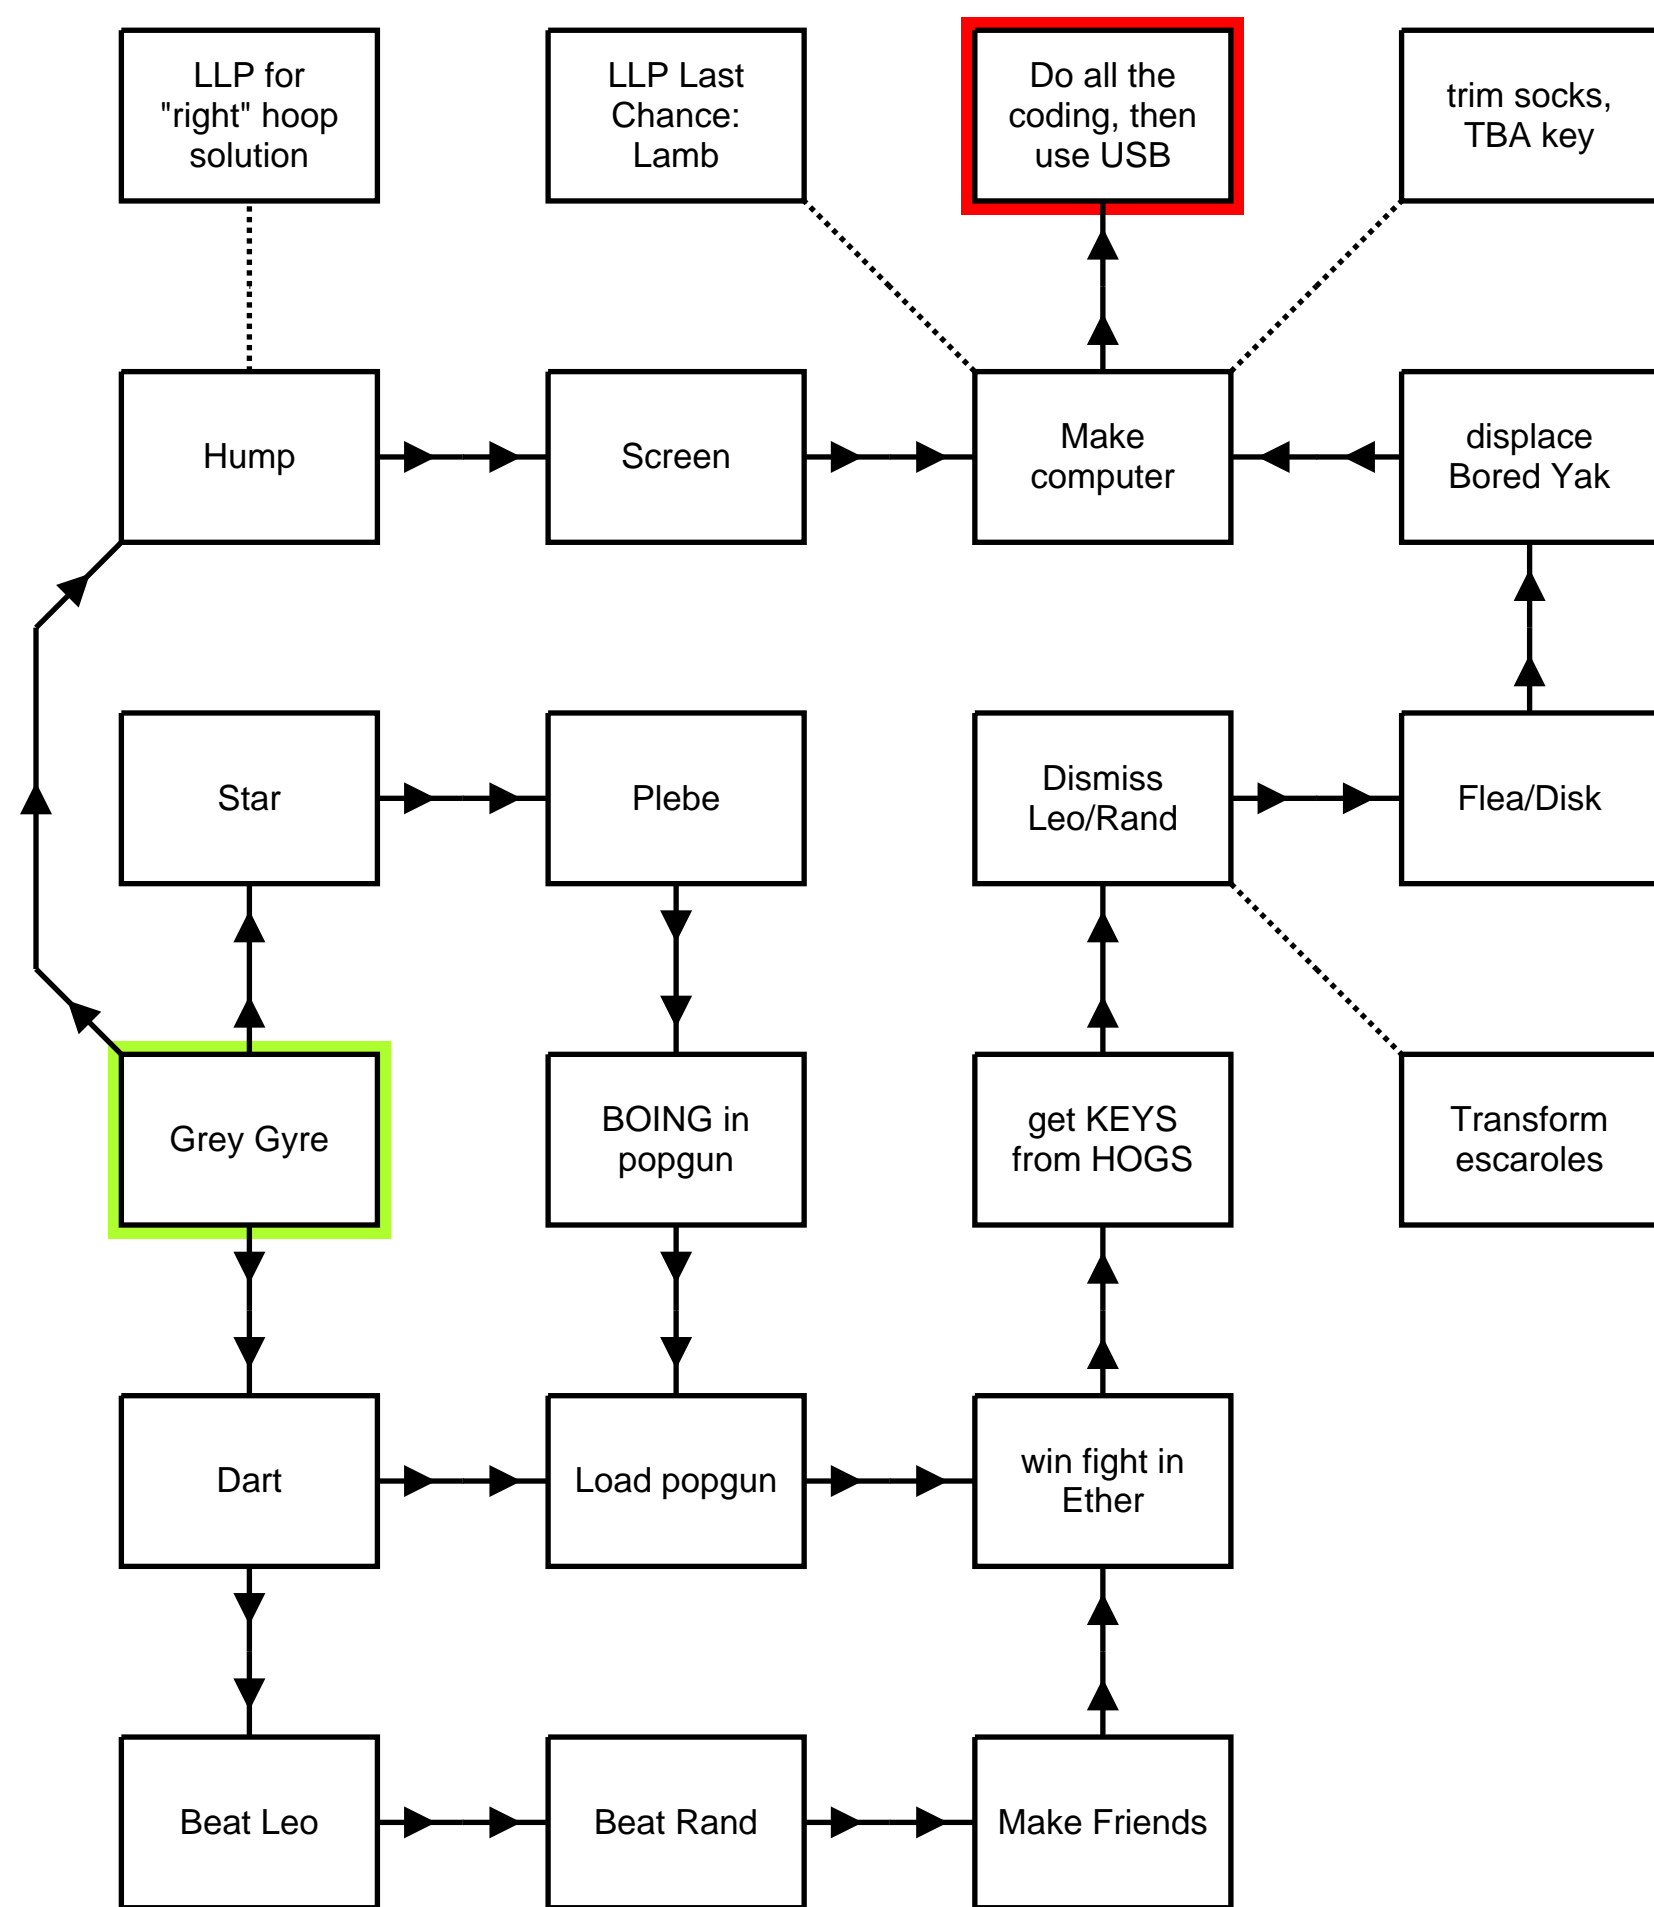 LLP for
"right" hoop
solution
LLP Last
Chance:
Lamb
Do all the
coding, then
use USB
trim socks,
TBA key
Hump
Screen
Make
computer
displace
Bored Yak
Star
Plebe
Dismiss
Leo/Rand
Flea/Disk
Grey Gyre
BOING in
popgun
get KEYS
from HOGS
Transform
escaroles
Dart
Load popgun
win fight in
Ether
Beat Leo
Beat Rand
Make Friends